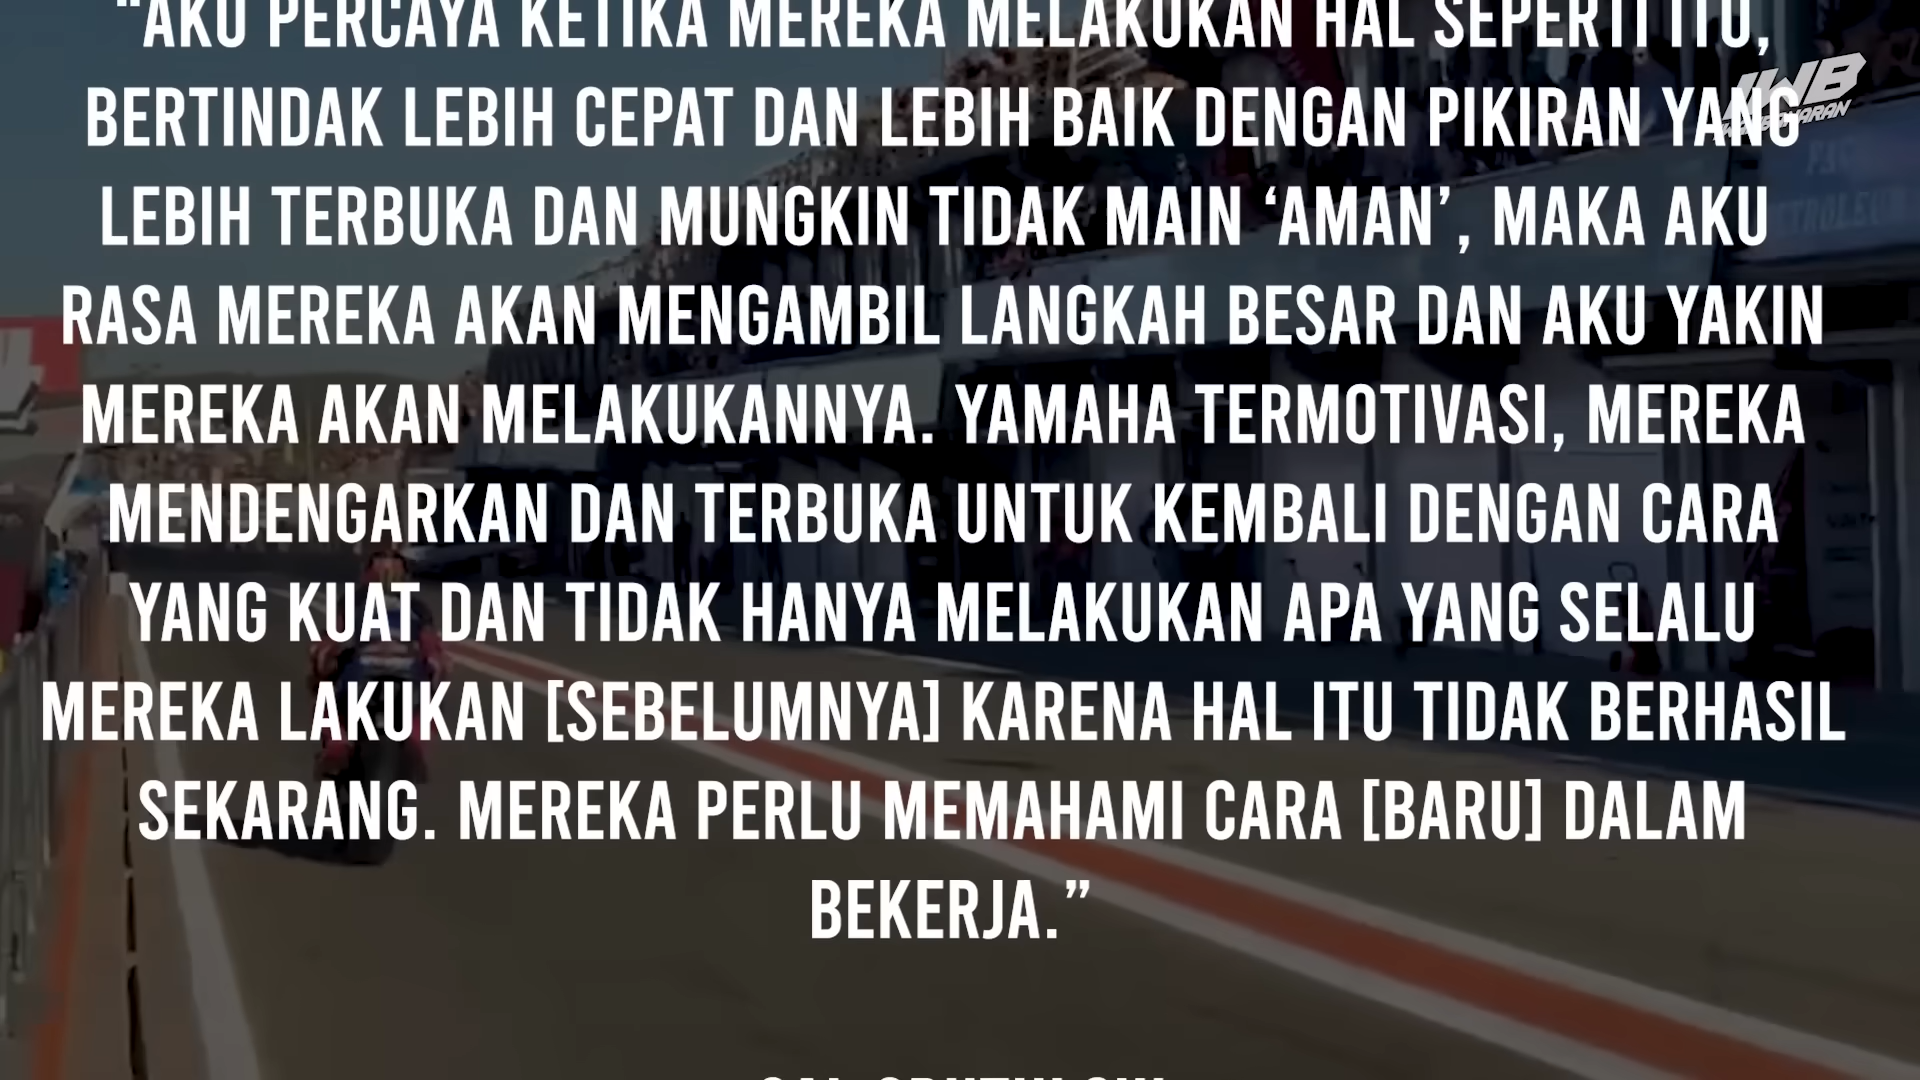 “AKU PERCAYA KETIKA MEREKA MELAKUKAN HAL SEPERTI ITU,
BERTINDAK LEBIH CEPAT DAN LEBIH BAIK DENGAN PIKIRAN YANG
LEBIH TERBUKA DAN MUNGKIN TIDAK MAIN ‘AMAN’, MAKA AKU
RASA MEREKA AKAN MENGAMBIL LANGKAH BESAR DAN AKU YAKIN
MEREKA AKAN MELAKUKANNYA. YAMAHA TERMOTIVASI, MEREKA
MENDENGARKAN DAN TERBUKA UNTUK KEMBALI DENGAN CARA
YANG KUAT DAN TIDAK HANYA MELAKUKAN APA YANG SELALU
MEREKA LAKUKAN [SEBELUMNYA] KARENA HAL ITU TIDAK BERHASIL
SEKARANG. MEREKA PERLU MEMAHAMI CARA [BARU] DALAM
BEKERJA.”
IWB